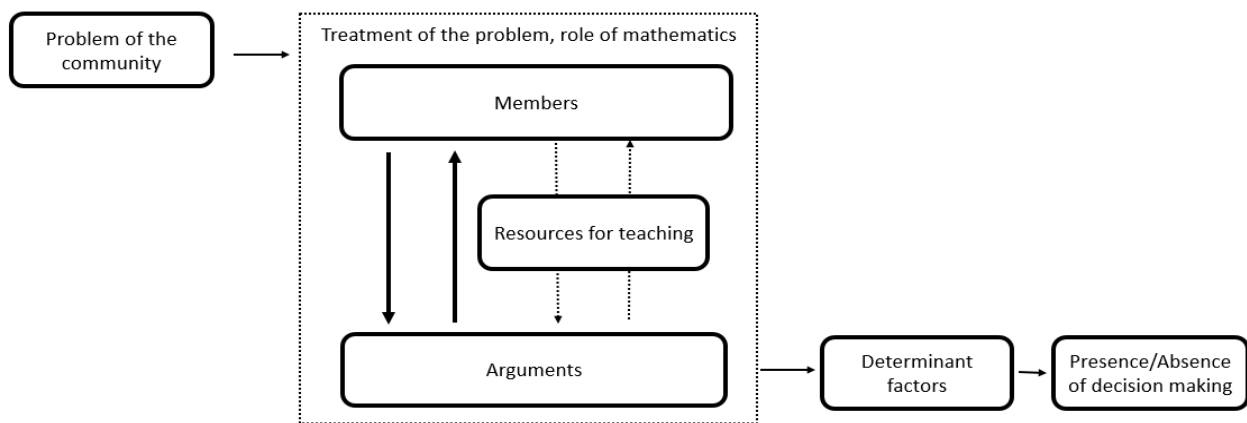 Problem of the
community
Treatment of the problem, role of mathematics
Members
Resources for teaching
Arguments
Determinant
factors
Presence/Absence
of decision making